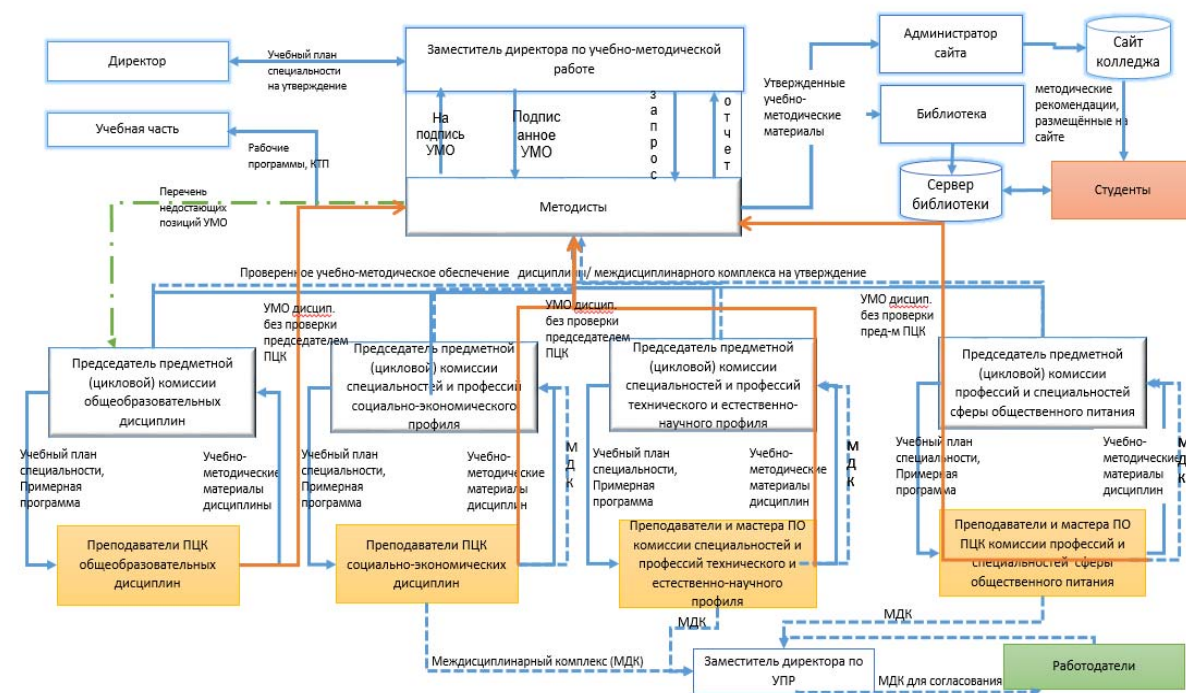 Директор
Учебный план
специальности
на утверждение
Заместитель директора по учебно-методической
работе
Администратор
сайта
Сайт
колледжа
Утвержденные
учебно-
методические
материалы
методические
рекомендации,
размещённые на
сайте
Учебная часть
Библиотека
На
подпись
УМО
Подпис
анное
УМО
запрос
отчет
Рабочие
программы, КТП
Перечень
недостающих
позиций УМО
Методисты
Сервер
библиотеки
Студенты
Проверенное учебно-методическое обеспечение дисциплин/ междисциплинарного комплекса на утверждение
УМО дисцип.
без проверки
председателем
ПЦК
УМО дисцип.
без проверки
председателем
ПЦК
УМО дисцип.
без проверки
пред-м ПЦК
Председатель предметной
(цикловой) комиссии
общеобразовательных
дисциплин
Председатель предметной
(цикловой) комиссии
специальностей и профессий
социально-экономического
профиля
Председатель предметной
(цикловой) комиссии
специальностей и профессий
технического и естественно-
научного профиля
Председатель предметной
(цикловой) комиссии
профессий и специальностей
сферы общественного питания
Учебный план
специальности,
Примерная
программа
Учебно-
методические
материалы
дисциплины
Учебный план
специальности,
Примерная
программа
Учебно-
методические
материалы
дисциплин
МДК
Учебный план
специальности,
Примерная
программа
Учебно-
методические
материалы
дисциплин
МДК
Учебный план
специальности,
Примерная
программа
Учебно-
методические
материалы
дисциплин
МДК
Преподаватели ПЦК
общеобразовательных
дисциплин
Преподаватели ПЦК
социально-экономических
дисциплин
Преподаватели и мастера ПО
комиссии специальностей и
профессий технического и
естественно-научного
профиля
Преподаватели и мастера ПО
ПЦК комиссии профессий и
специальностей сферы
общественного питания
МДК
МДК
Междисциплинарный комплекс (МДК)
Заместитель директора по
УПР
МДК для согласования
Работодатели